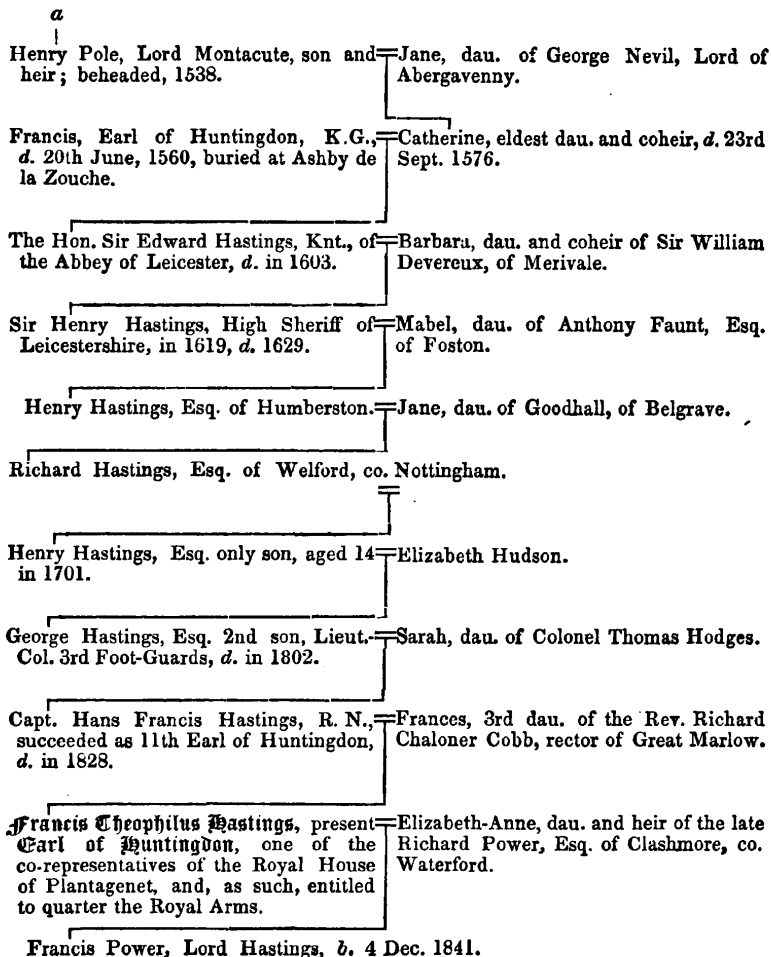 a
Henry Pole, Lord Montacute, son and heir; beheaded, 1538.
Jane, dau. of George Nevil, Lord of Abergavenny.
Francis, Earl of Huntingdon, K.G., d. 20th June, 1560, buried at Ashby de la Zouche.
Catherine, eldest dau. and coheir, d. 23rd Sept. 1576.
The Hon. Sir Edward Hastings, Knt., of the Abbey of Leicester, d. in 1603.
Barbara, dau. and coheir of Sir William Devereux, of Merivale.
Sir Henry Hastings, High Sheriff of Leicestershire, in 1619, d. 1629.
Mabel, dau. of Anthony Faunt, Esq. of Foston.
Henry Hastings, Esq. of Humberston.
Jane, dau. of Goodhall, of Belgrave.
Richard Hastings, Esq. of Welford, co. Nottingham.
Henry Hastings, Esq. only son, aged 14 in 1701.
Elizabeth Hudson.
George Hastings, Esq. 2nd son, Lieut.-Col. 3rd Foot-Guards, d. in 1802.
Sarah, dau. of Colonel Thomas Hodges.
Capt. Hans Francis Hastings, R. N., succeeded as 11th Earl of Huntingdon, d. in 1828.
Frances, 3rd dau. of the Rev. Richard Chaloner Cobb, rector of Great Marlow.
Francis Theophilus Hastings, present Earl of Huntingdon, one of the co-representatives of the Royal House of Plantagenet, and, as such, entitled to quarter the Royal Arms.
Elizabeth-Anne, dau. and heir of the late Richard Power, Esq. of Clashmore, co. Waterford.
Francis Power, Lord Hastings, b. 4 Dec. 1841.